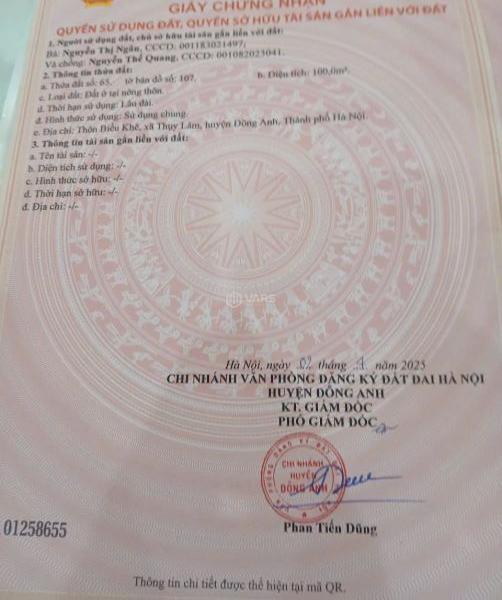 GIẤY CHỨNG NHẬN
QUYỀN SỬ DỤNG ĐẤT, QUYỀN SỞ HỮU TÀI SẢN GẮN LIỀN VỚI ĐẤT
1. Người sử dụng đất, chủ sở hữu tài sản gắn liền với đất:
Bà: Nguyễn Thị Ngân, CCCD: 001183021497;
Và chồng: Nguyễn Thế Quang, CCCD: 001082023041.
2. Thông tin thửa đất:
a. Thửa đất số: 65. tờ bản đồ số: 107. b. Diện tích: 100,0m².
c. Loại đất: Đất ở tại nông thôn.
d. Thời hạn sử dụng: Lâu dài.
đ. Hình thức sử dụng: Sử dụng chung.
e. Địa chỉ: Thôn Biểu Khê, xã Thụy Lâm, huyện Đông Anh, Thành phố Hà Nội.
3. Thông tin tài sản gắn liền với đất:
a. Tên tài sản: -/-
b. Diện tích sử dụng: -/-
c. Hình thức sở hữu: -/-
d. Thời hạn sở hữu: -/-
đ. Địa chỉ: -/-
VARS
Hà Nội, ngày 02 tháng 1 năm 2025
CHI NHÁNH VĂN PHÒNG ĐĂNG KÝ ĐẤT ĐAI HÀ NỘI
HUYỆN ĐÔNG ANH
KT. GIÁM ĐỐC
PHÓ GIÁM ĐỐC
CHI NHÁNH
HUYỆN
ĐÔNG ANH
01258655
Phan Tiến Dũng
Thông tin chi tiết được thể hiện tại mã QR.